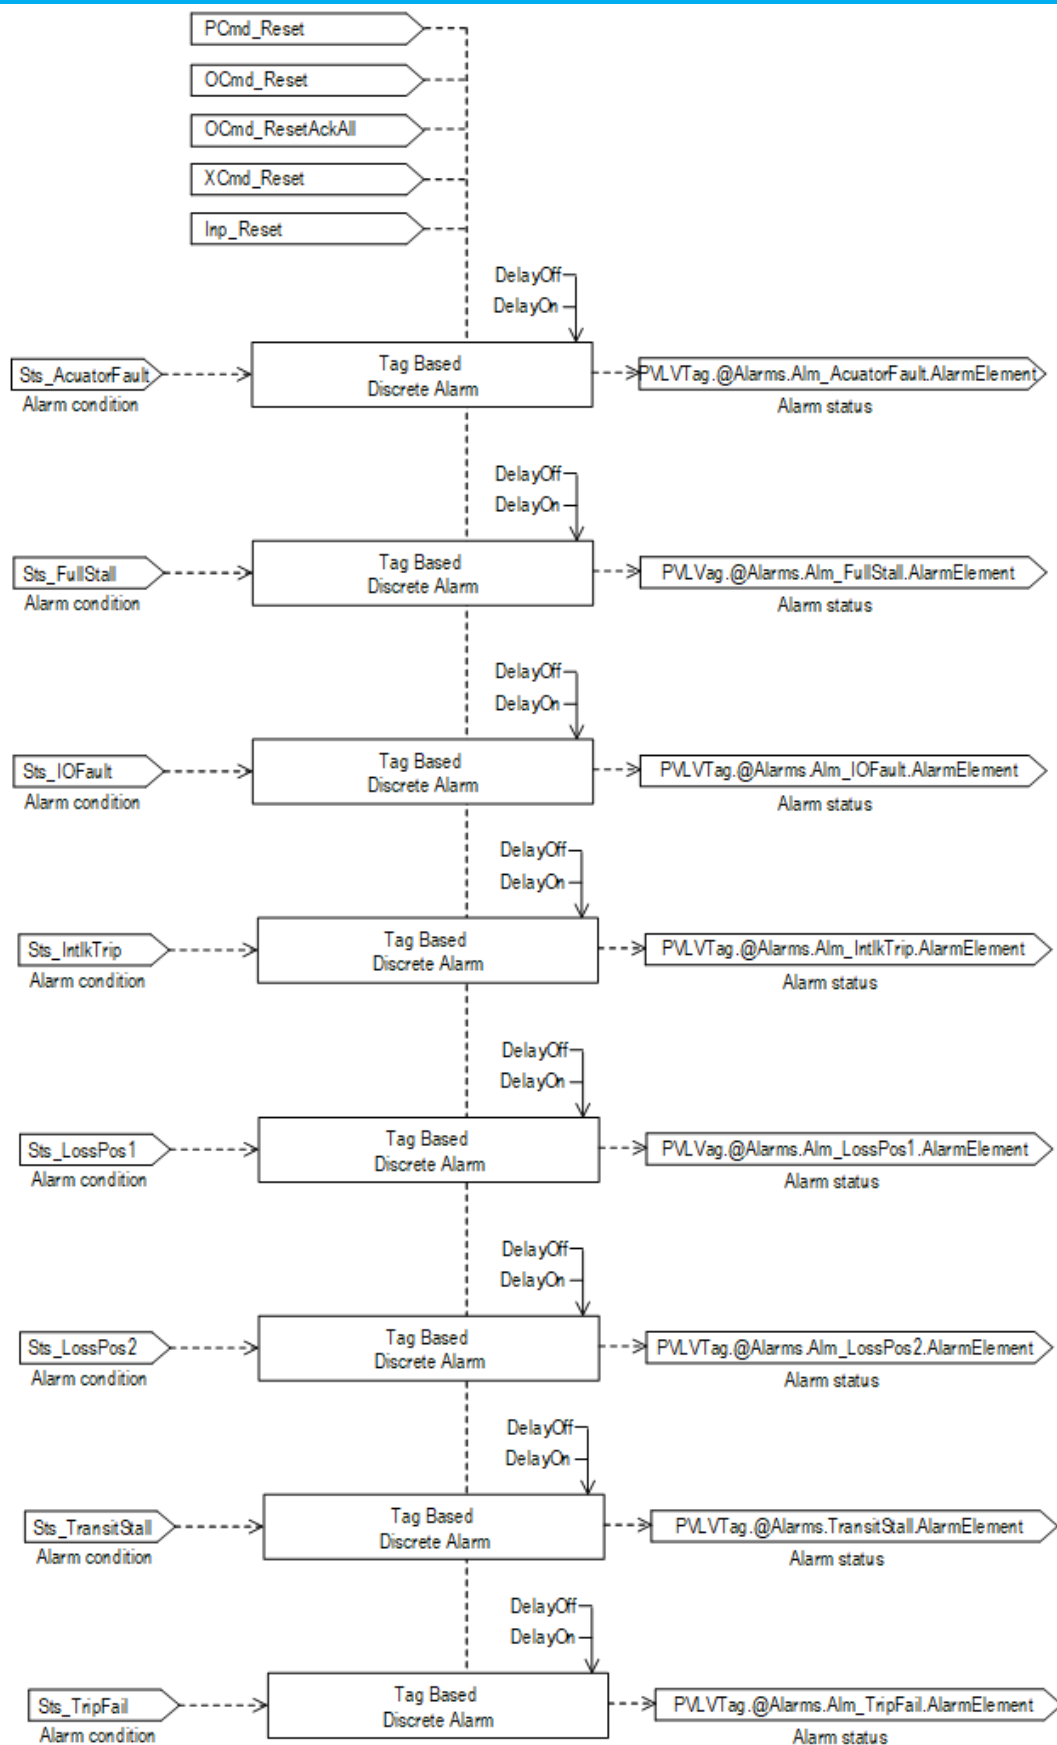 PCmd_Reset
OCmd_Reset
OCmd_ResetAckAll
XCmd_Reset
Inp_Reset
DelayOff
DelayOn
Sts_AcuatorFault
Alarm condition
Tag Based
Discrete Alarm
PVLVTag.@Alarms.Alm_AcuatorFault.AlarmElement
Alarm status
DelayOff
DelayOn
Sts_FullStall
Alarm condition
Tag Based
Discrete Alarm
PVLVag.@Alarms.Alm_FullStall.AlarmElement
Alarm status
DelayOff
DelayOn
Sts_IOFault
Alarm condition
Tag Based
Discrete Alarm
PVLVTag.@Alarms.Alm_IOFault.AlarmElement
Alarm status
DelayOff
DelayOn
Sts_IntlkTrip
Alarm condition
Tag Based
Discrete Alarm
PVLVTag.@Alarms.Alm_IntlkTrip.AlarmElement
Alarm status
DelayOff
DelayOn
Sts_LossPos1
Alarm condition
Tag Based
Discrete Alarm
PVLVag.@Alarms.Alm_LossPos1.AlarmElement
Alarm status
DelayOff
DelayOn
Sts_LossPos2
Alarm condition
Tag Based
Discrete Alarm
PVLVTag.@Alarms.Alm_LossPos2.AlarmElement
Alarm status
DelayOff
DelayOn
Sts_TransitStall
Alarm condition
Tag Based
Discrete Alarm
PVLVTag.@Alarms.TransitStall.AlarmElement
Alarm status
DelayOff
DelayOn
Sts_TripFail
Alarm condition
Tag Based
Discrete Alarm
PVLVTag.@Alarms.Alm_TripFail.AlarmElement
Alarm status